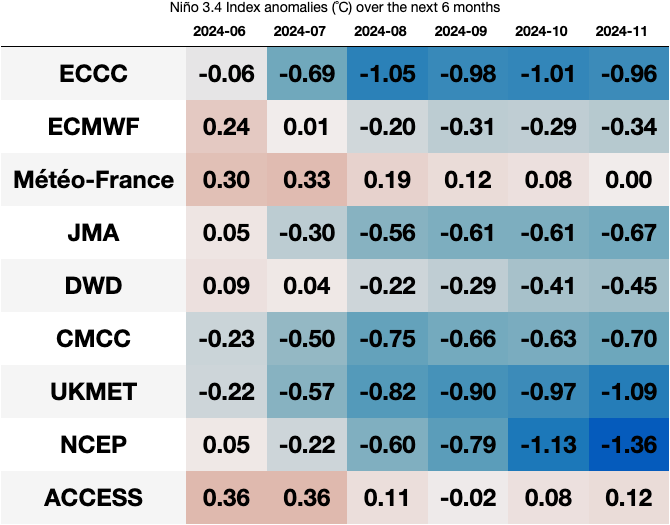 Niño 3.4 Index anomalies (℃) over the next 6 months
2024-06 2024-07 2024-08 2024-09 2024-10 2024-11
ECCC -0.06 -0.69 -1.05 -0.98 -1.01 -0.96
ECMWF 0.24 0.01 -0.20 -0.31 -0.29 -0.34
Météo-France 0.30 0.33 0.19 0.12 0.08 0.00
JMA 0.05 -0.30 -0.56 -0.61 -0.61 -0.67
DWD 0.09 0.04 -0.22 -0.29 -0.41 -0.45
CMCC -0.23 -0.50 -0.75 -0.66 -0.63 -0.70
UKMET -0.22 -0.57 -0.82 -0.90 -0.97 -1.09
NCEP 0.05 -0.22 -0.60 -0.79 -1.13 -1.36
ACCESS 0.36 0.36 0.11 -0.02 0.08 0.12